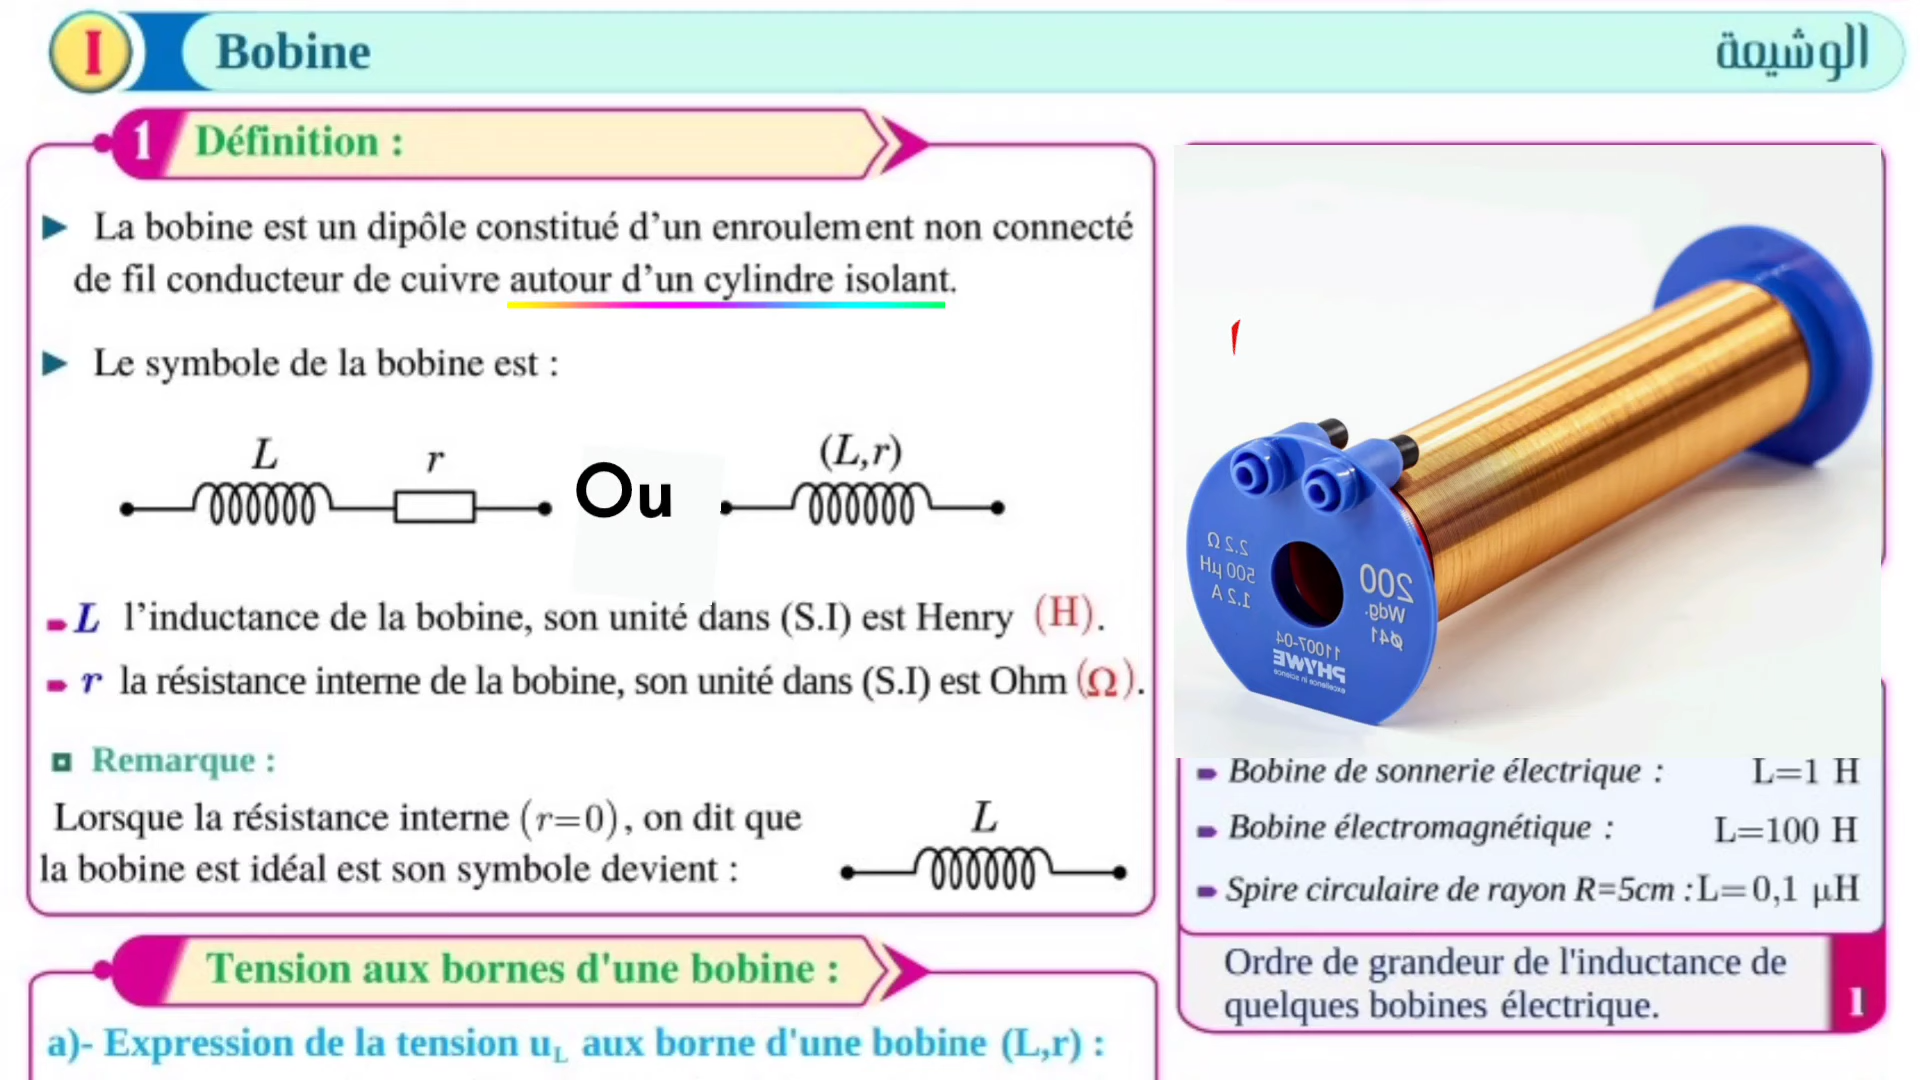 I
Bobine
الوشيعة
1 Définition :
La bobine est un dipôle constitué d’un enroulement non connecté
de fil conducteur de cuivre autour d’un cylindre isolant.
Le symbole de la bobine est :
L
r
Ou
(L,r)
L l’inductance de la bobine, son unité dans (S.I) est Henry (H).
r la résistance interne de la bobine, son unité dans (S.I) est Ohm (Ω).
Remarque :
Lorsque la résistance interne (r=0), on dit que
la bobine est idéal est son symbole devient :
L
Tension aux bornes d'une bobine :
a)- Expression de la tension uL aux borne d'une bobine (L,r) :
2.2 Ω
500 µH
1.2 A
200
Wdg.
Ø41
11007-04
PHYWE
excellence in science
Bobine de sonnerie électrique : L=1 H
Bobine électromagnétique : L=100 H
Spire circulaire de rayon R=5cm : L=0,1 µH
Ordre de grandeur de l'inductance de
quelques bobines électrique.
1